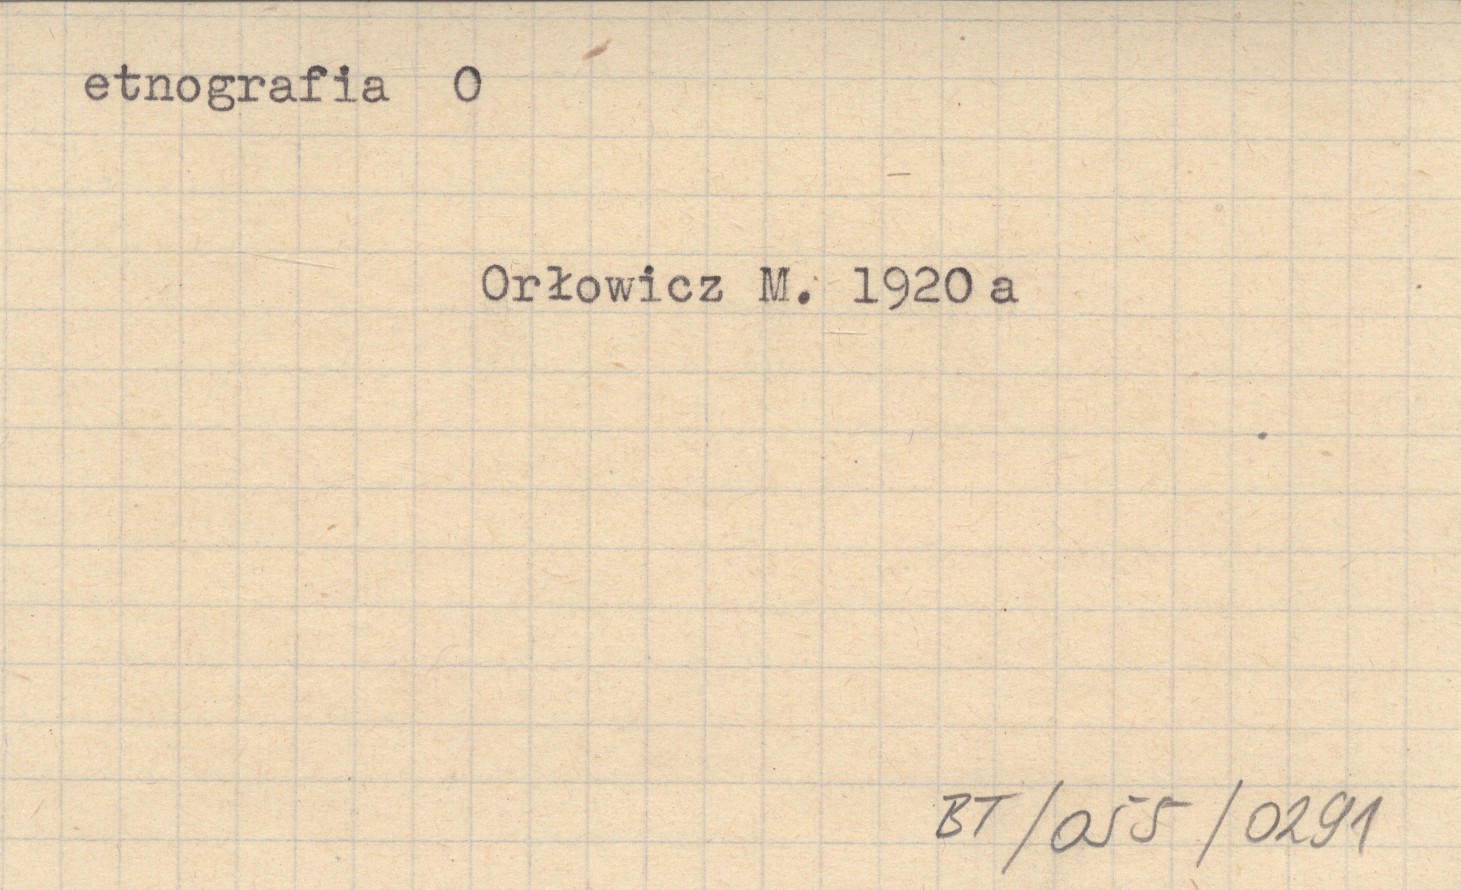 etnografia O
Orłowicz M. 1920 a
BT/055/0291